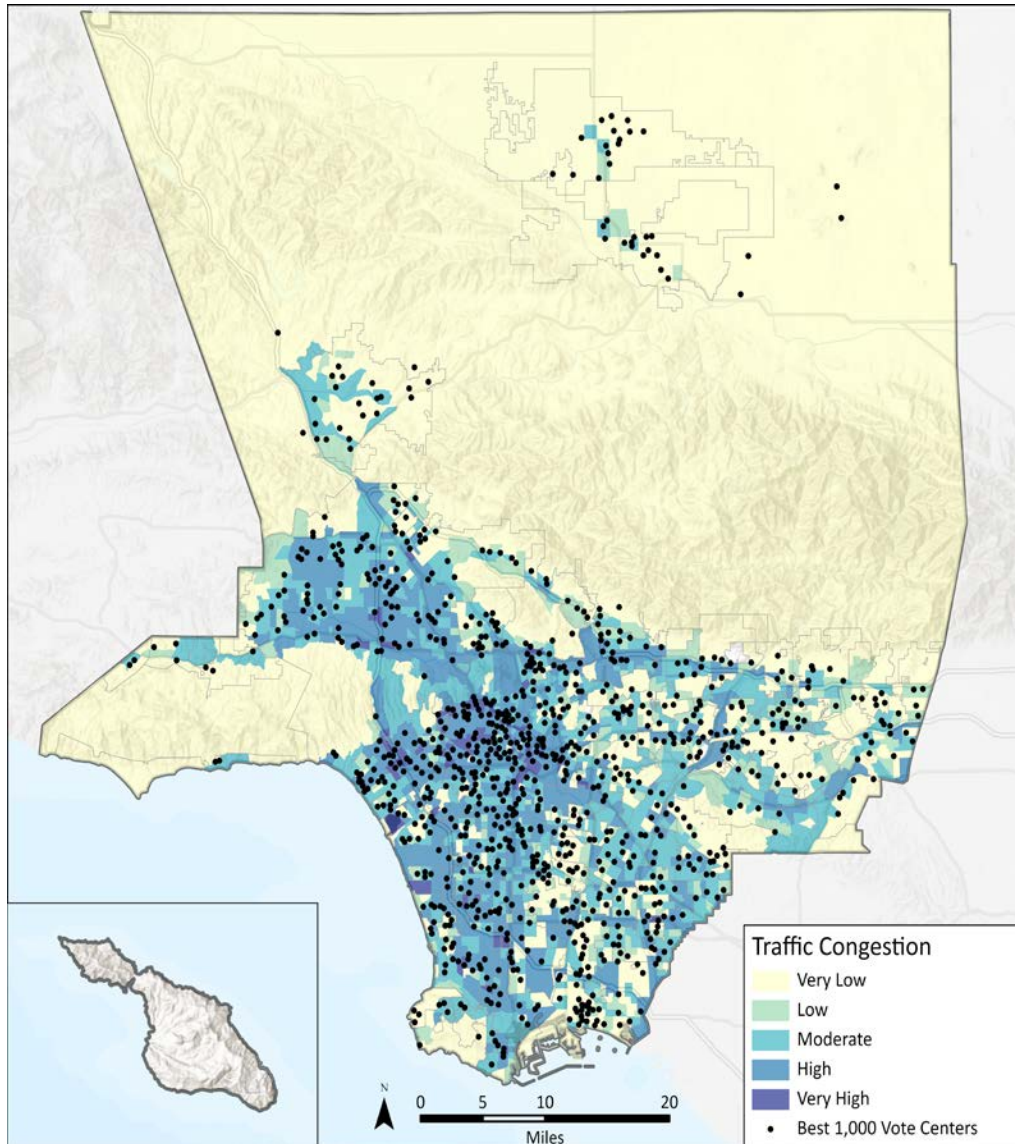 N
0 5 10 20
Miles
Traffic Congestion
Very Low
Low
Moderate
High
Very High
Best 1,000 Vote Centers